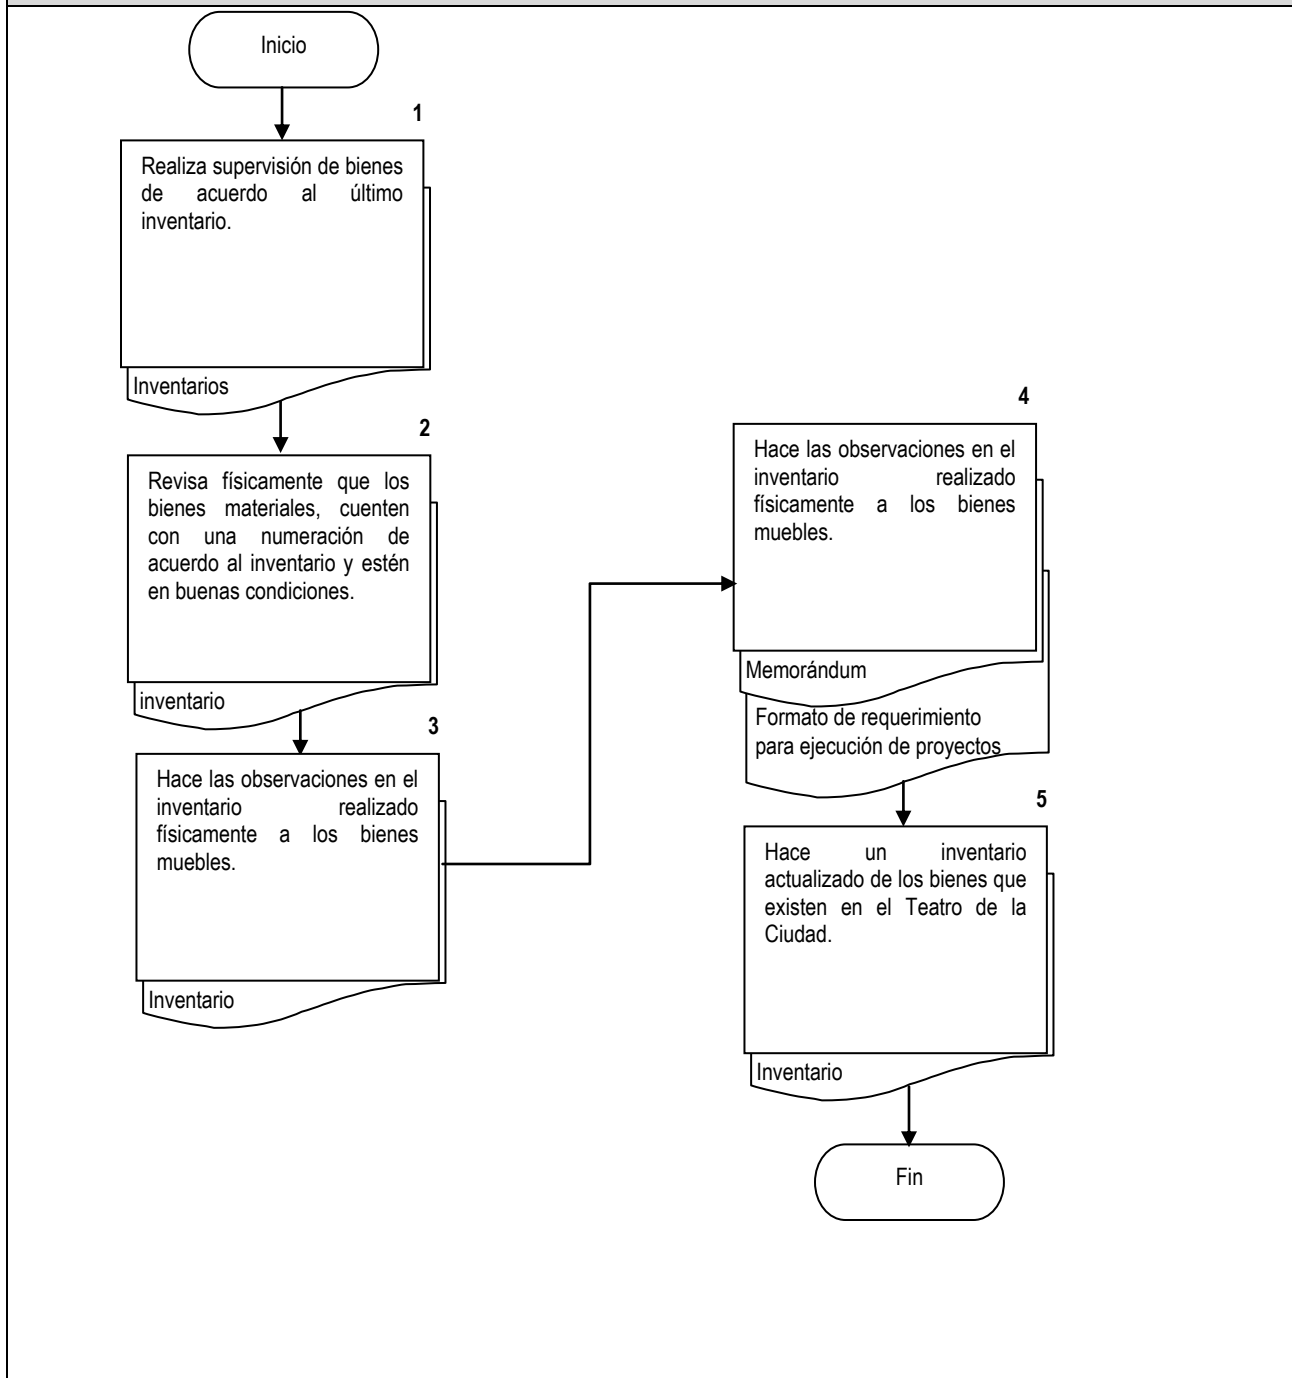 Inicio
1
Realiza supervisión de bienes
de acuerdo al último
inventario.
Inventarios
2
Revisa físicamente que los
bienes materiales, cuenten
con una numeración de
acuerdo al inventario y estén
en buenas condiciones.
inventario
3
Hace las observaciones en el
inventario realizado
físicamente a los bienes
muebles.
Inventario
4
Hace las observaciones en el
inventario realizado
físicamente a los bienes
muebles.
Memorándum
Formato de requerimiento
para ejecución de proyectos
5
Hace un inventario
actualizado de los bienes que
existen en el Teatro de la
Ciudad.
Inventario
Fin